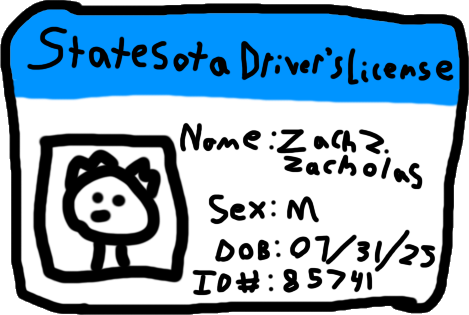 Statesota Driver's License
Name: Zach Z.
Zacholas
Sex: M
DOB: 07/31/25
ID#: 85741